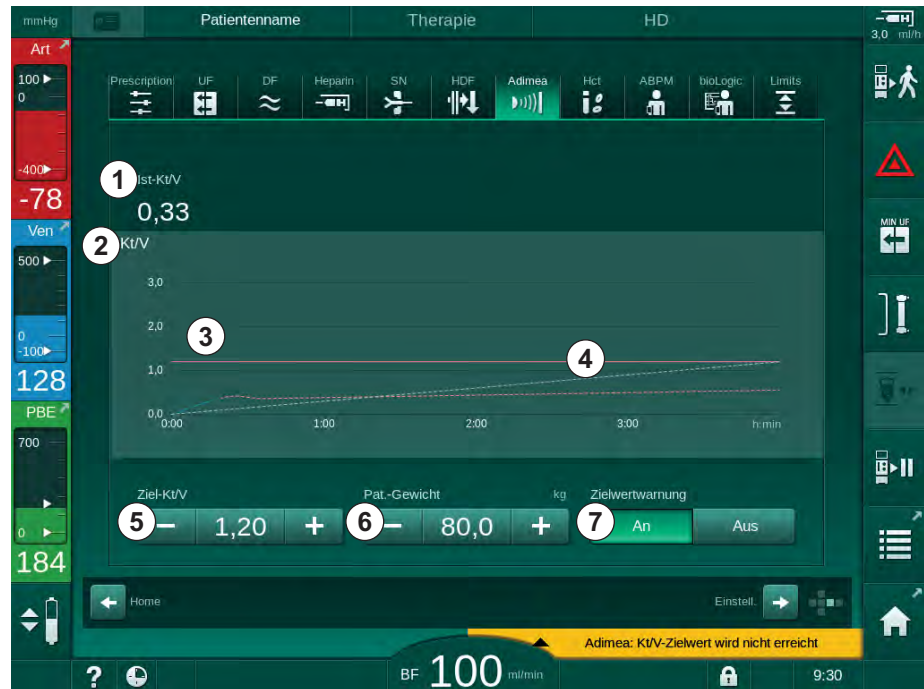 mmHg
Patientenname
Therapie
HD
3,0 ml/h
Art
100
0
-400
-78
Ven
500
0
-100
128
PBE
700
0
184
Prescription
UF
DF
Heparin
SN
HDF
Adimea
Hct
ABPM
bioLogic
Limits
1
Ist-Kt/V
0,33
2
Kt/V
3,0
2,0
1,0
0,0
3
4
0:00
1:00
2:00
3:00
h:min
Ziel-Kt/V
5
−
1,20
+
Pat.-Gewicht
kg
6
−
80,0
+
Zielwertwarnung
7
An
Aus
MIN UF
Home
Einstell.
Adimea: Kt/V-Zielwert wird nicht erreicht
?
BF 100 ml/min
9:30